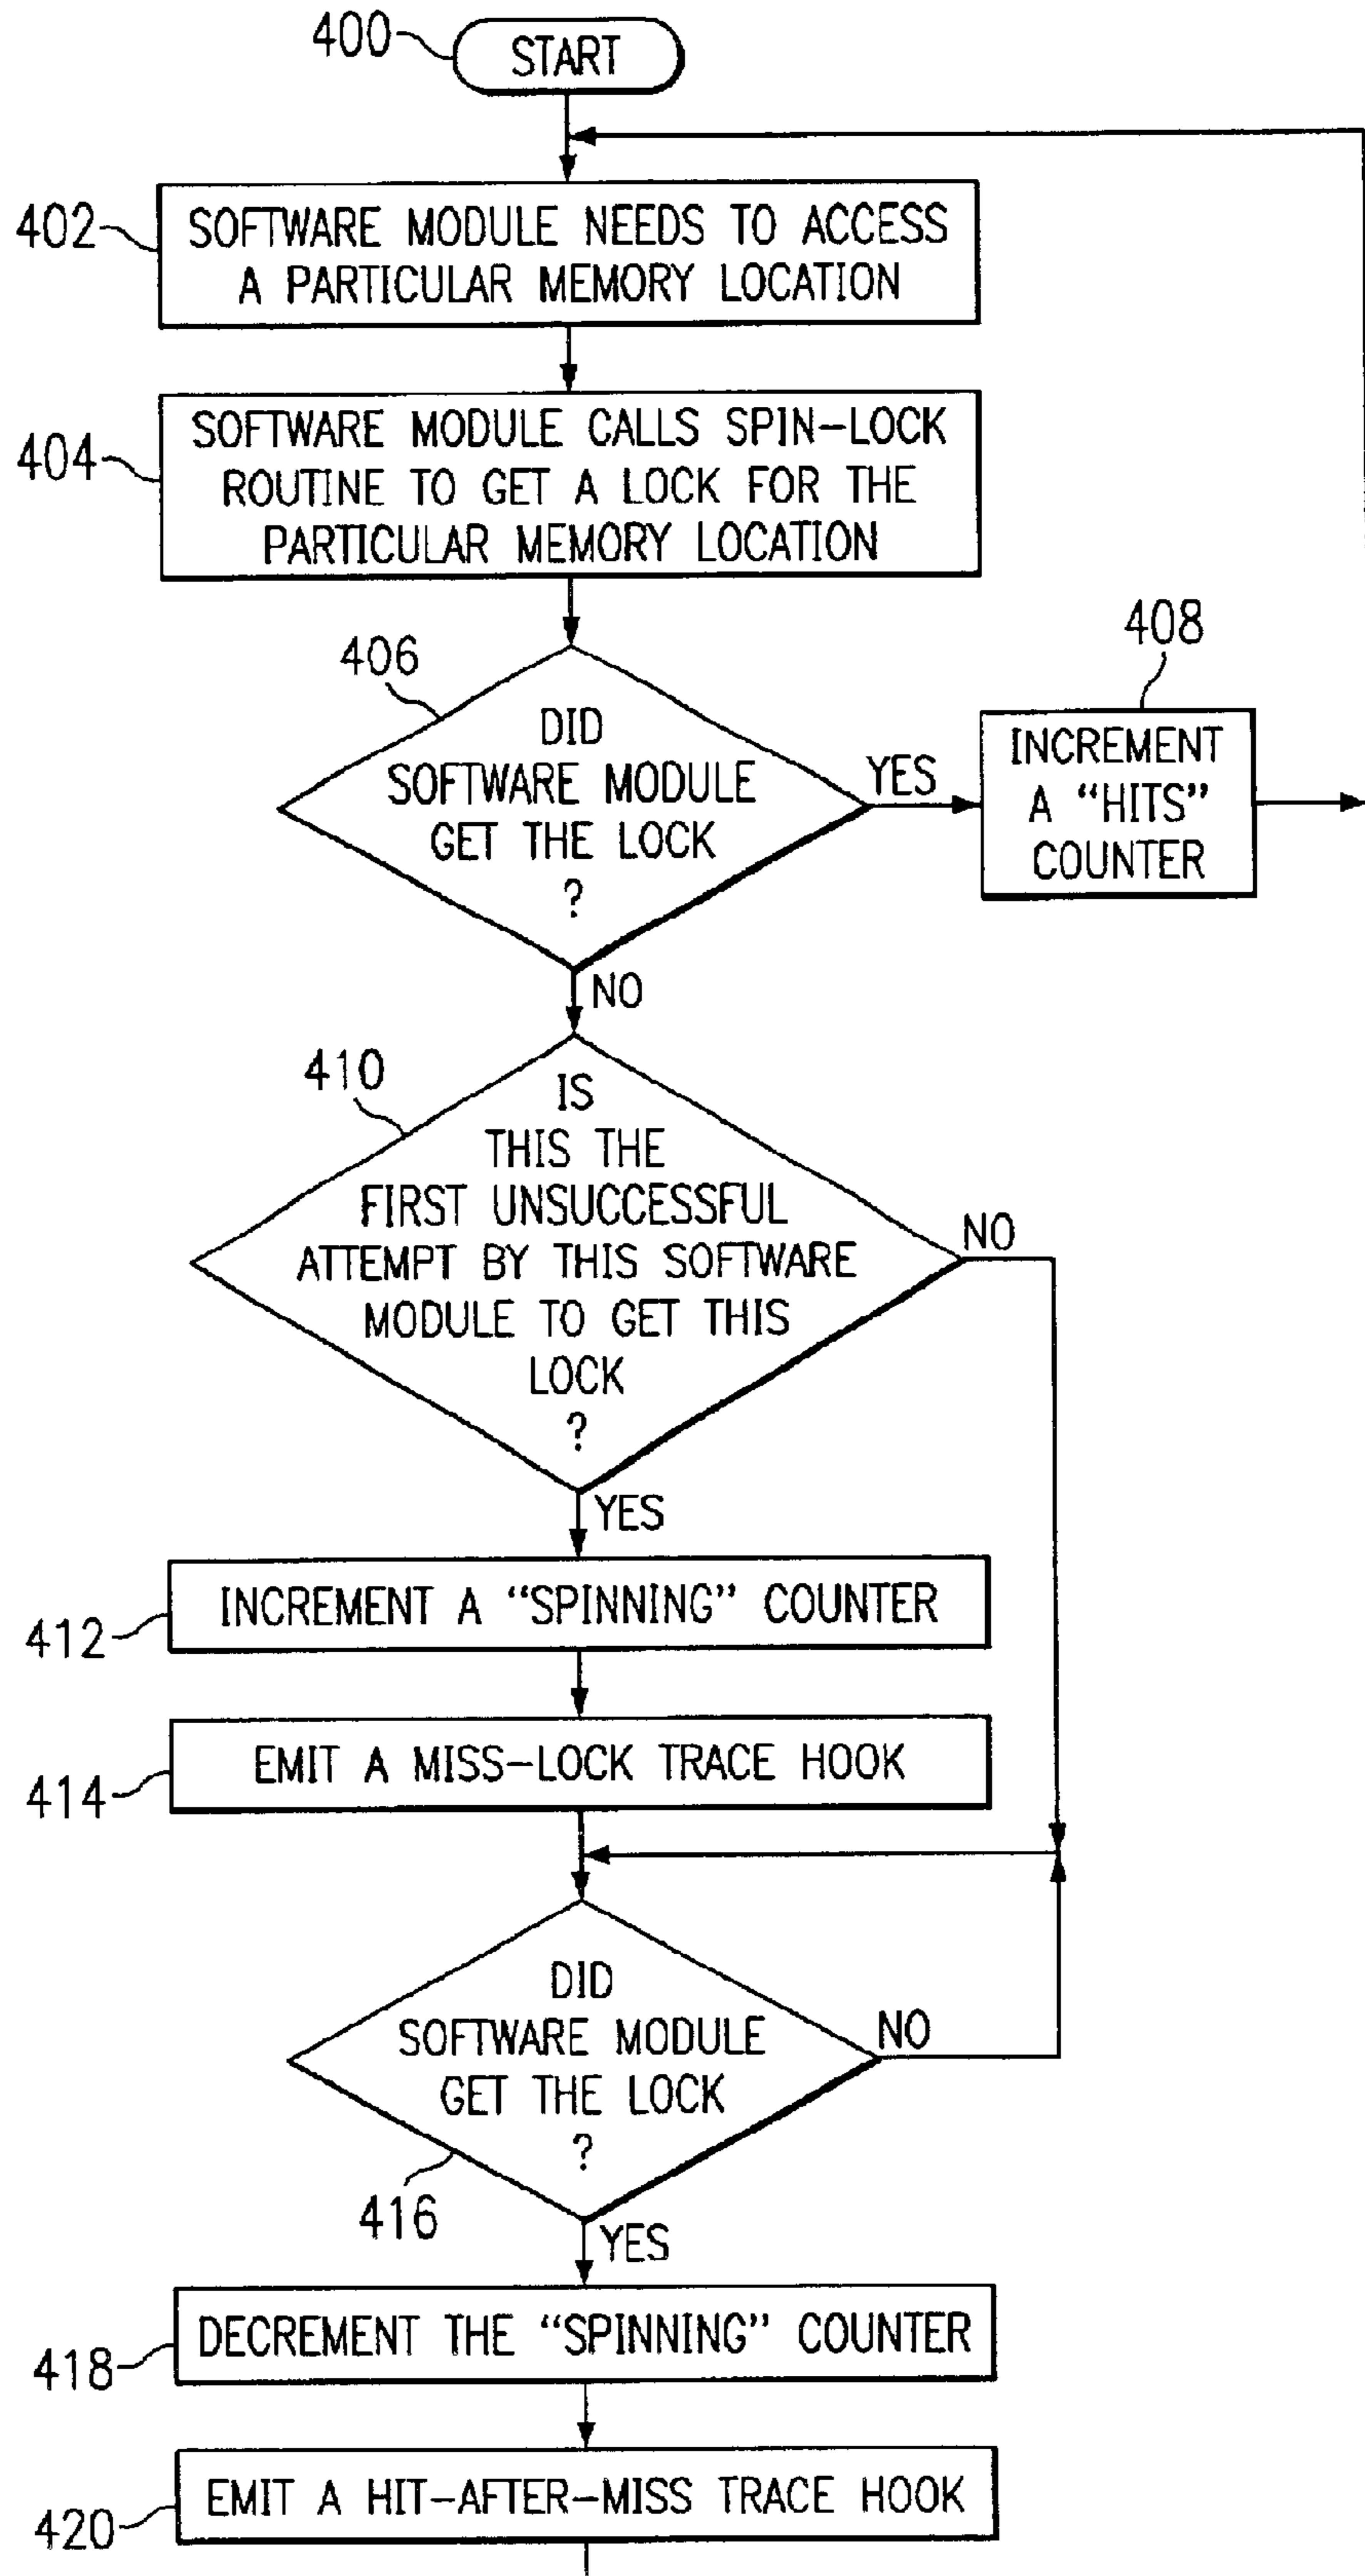 400
START
402
SOFTWARE MODULE NEEDS TO ACCESS
A PARTICULAR MEMORY LOCATION
404
SOFTWARE MODULE CALLS SPIN-LOCK
ROUTINE TO GET A LOCK FOR THE
PARTICULAR MEMORY LOCATION
406
DID
SOFTWARE MODULE
GET THE LOCK
?
YES
408
INCREMENT
A “HITS”
COUNTER
NO
410
IS
THIS THE
FIRST UNSUCCESSFUL
ATTEMPT BY THIS SOFTWARE
MODULE TO GET THIS
LOCK
?
NO
YES
412
INCREMENT A “SPINNING” COUNTER
414
EMIT A MISS-LOCK TRACE HOOK
DID
SOFTWARE MODULE
GET THE LOCK
?
NO
416
YES
418
DECREMENT THE “SPINNING” COUNTER
420
EMIT A HIT-AFTER-MISS TRACE HOOK